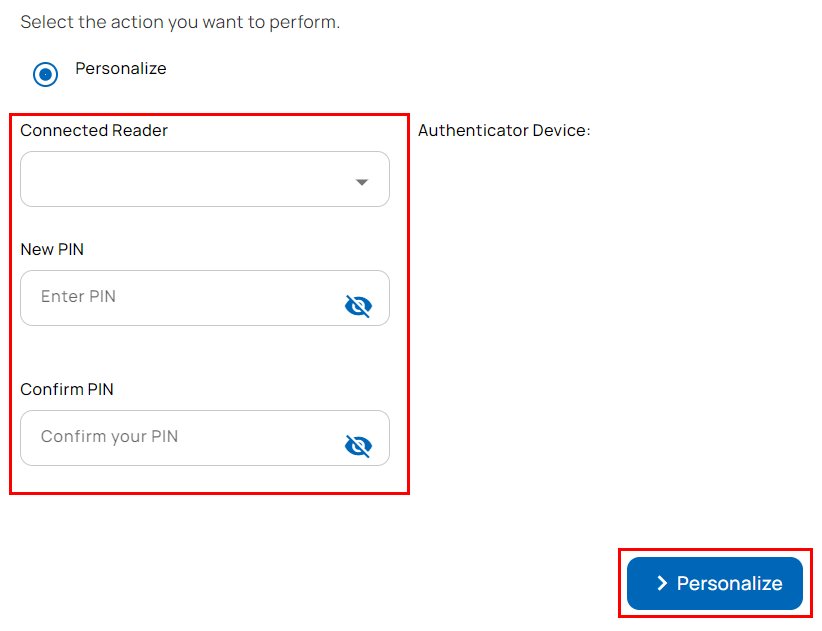 Select the action you want to perform.
Personalize
Connected Reader
Authenticator Device:
New PIN
Enter PIN
Confirm PIN
Confirm your PIN
Personalize